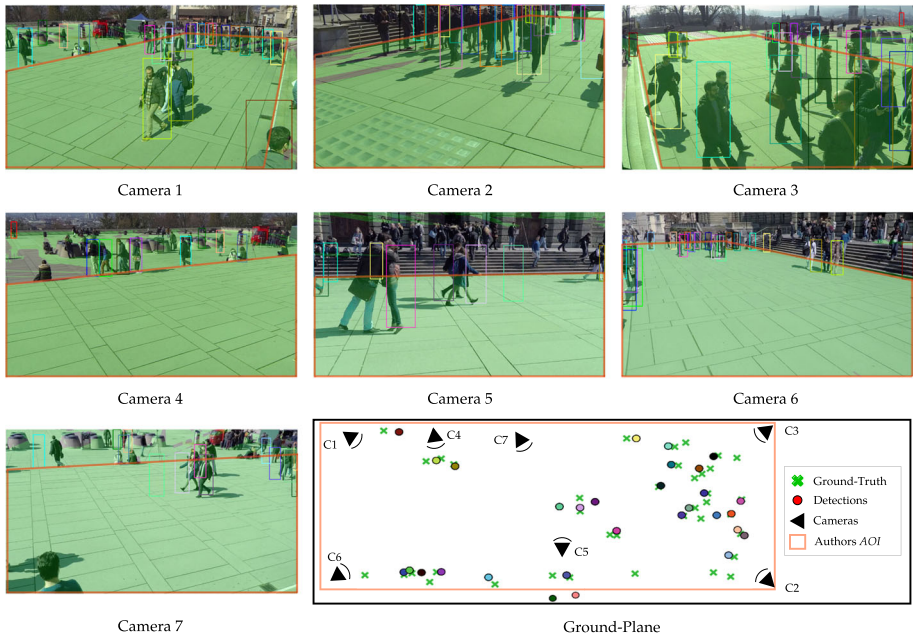 Camera 1
Camera 2
Camera 3
Camera 4
Camera 5
Camera 6
Camera 7
C1
C4
C7
C3
C6
C5
C2
Ground-Truth
Detections
Cameras
Authors AOI
Ground-Plane